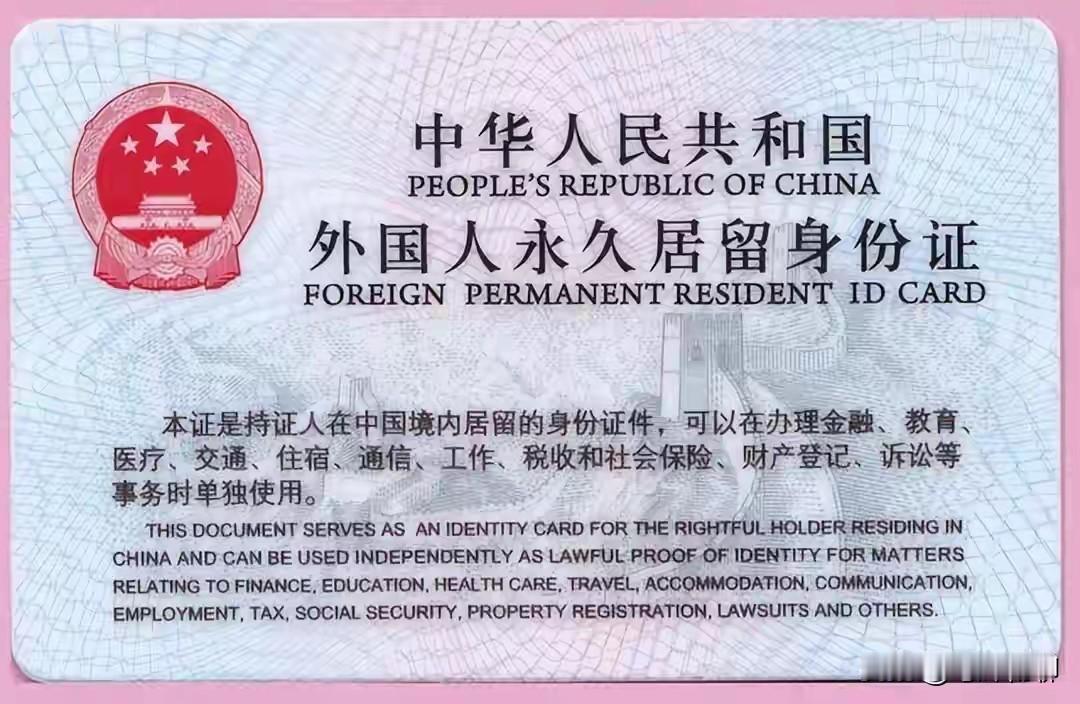 中华人民共和国
PEOPLE'S REPUBLIC OF CHINA
外国人永久居留身份证
FOREIGN PERMANENT RESIDENT ID CARD
本证是持证人在中国境内居留的身份证件，可以在办理金融、教育、
医疗、交通、住宿、通信、工作、税收和社会保险、财产登记、诉讼等
事务时单独使用。
THIS DOCUMENT SERVES AS AN IDENTITY CARD FOR THE RIGHTFUL HOLDER RESIDING IN
CHINA AND CAN BE USED INDEPENDENTLY AS LAWFUL PROOF OF IDENTITY FOR MATTERS
RELATING TO FINANCE, EDUCATION, HEALTH CARE, TRAVEL, ACCOMMODATION, COMMUNICATION,
EMPLOYMENT, TAX, SOCIAL SECURITY, PROPERTY REGISTRATION, LAWSUITS AND OTHERS.